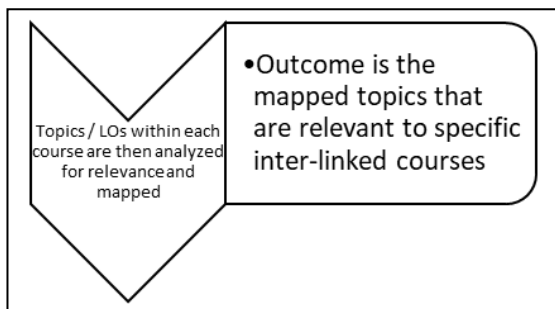 Topics / LOs within each
course are then analyzed
for relevance and
mapped
•Outcome is the
mapped topics that
are relevant to specific
inter-linked courses